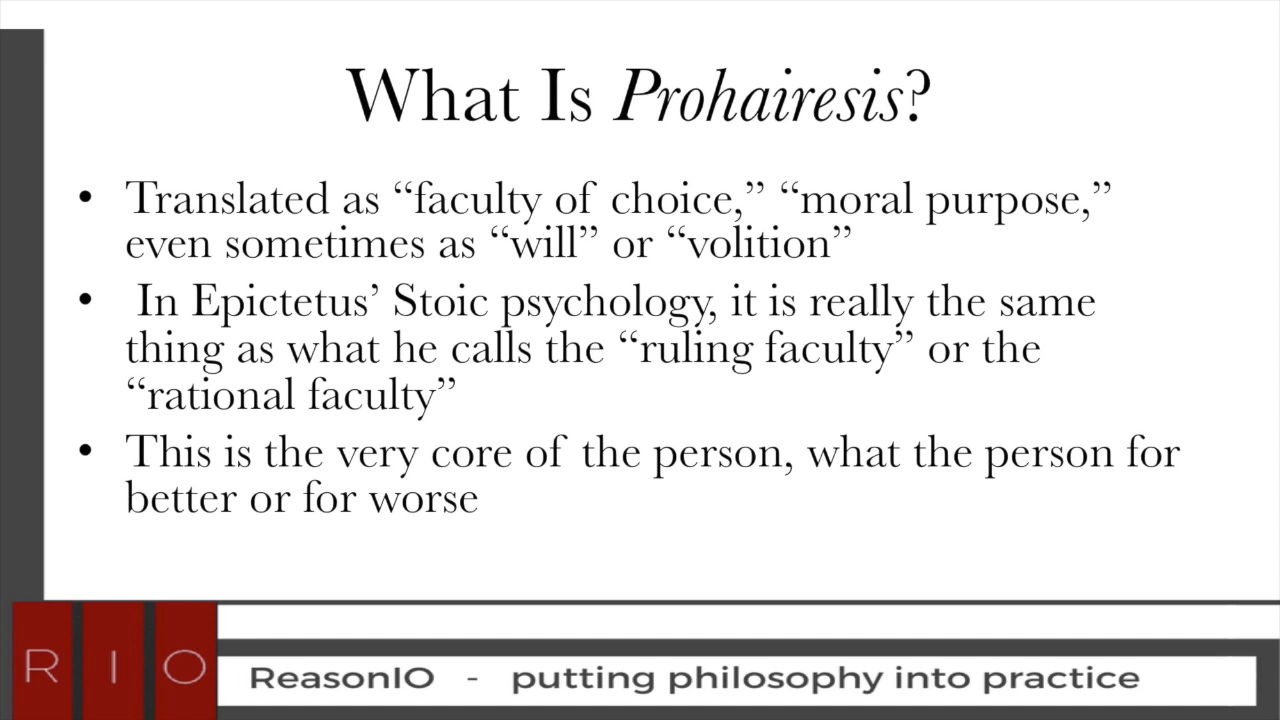 What Is Prohairesis?
• Translated as “faculty of choice,” “moral purpose,”
even sometimes as “will” or “volition”
• In Epictetus’ Stoic psychology, it is really the same
thing as what he calls the “ruling faculty” or the
“rational faculty”
• This is the very core of the person, what the person for
better or for worse
R I O
ReasonIO - putting philosophy into practice